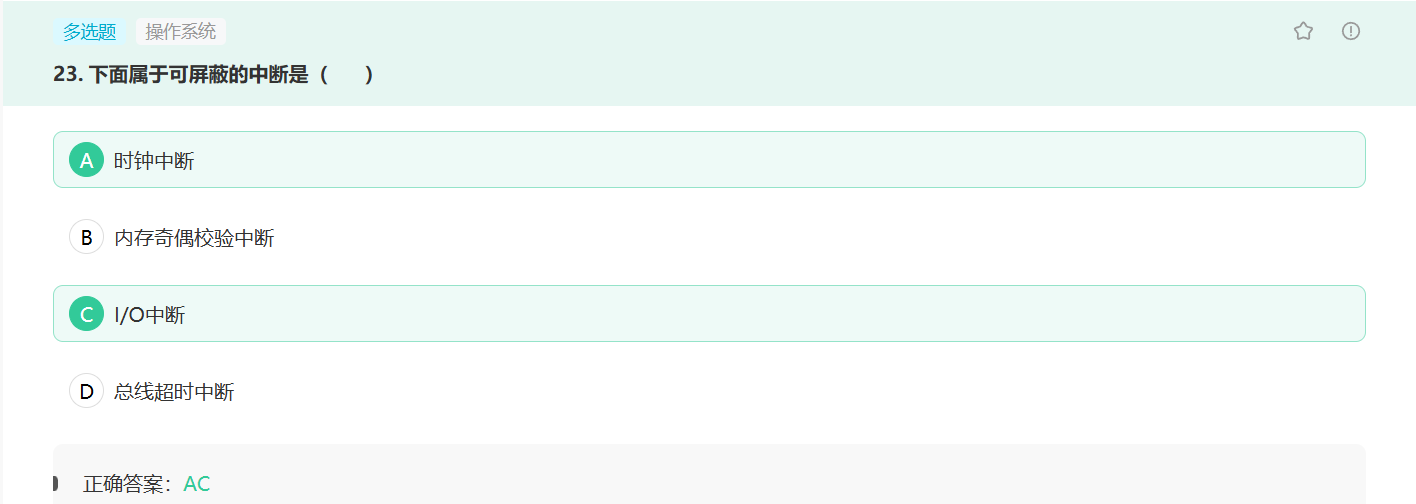 多选题 操作系统
23. 下面属于可屏蔽的中断是（ ）
A 时钟中断
B 内存奇偶校验中断
C I/O中断
D 总线超时中断
正确答案：AC